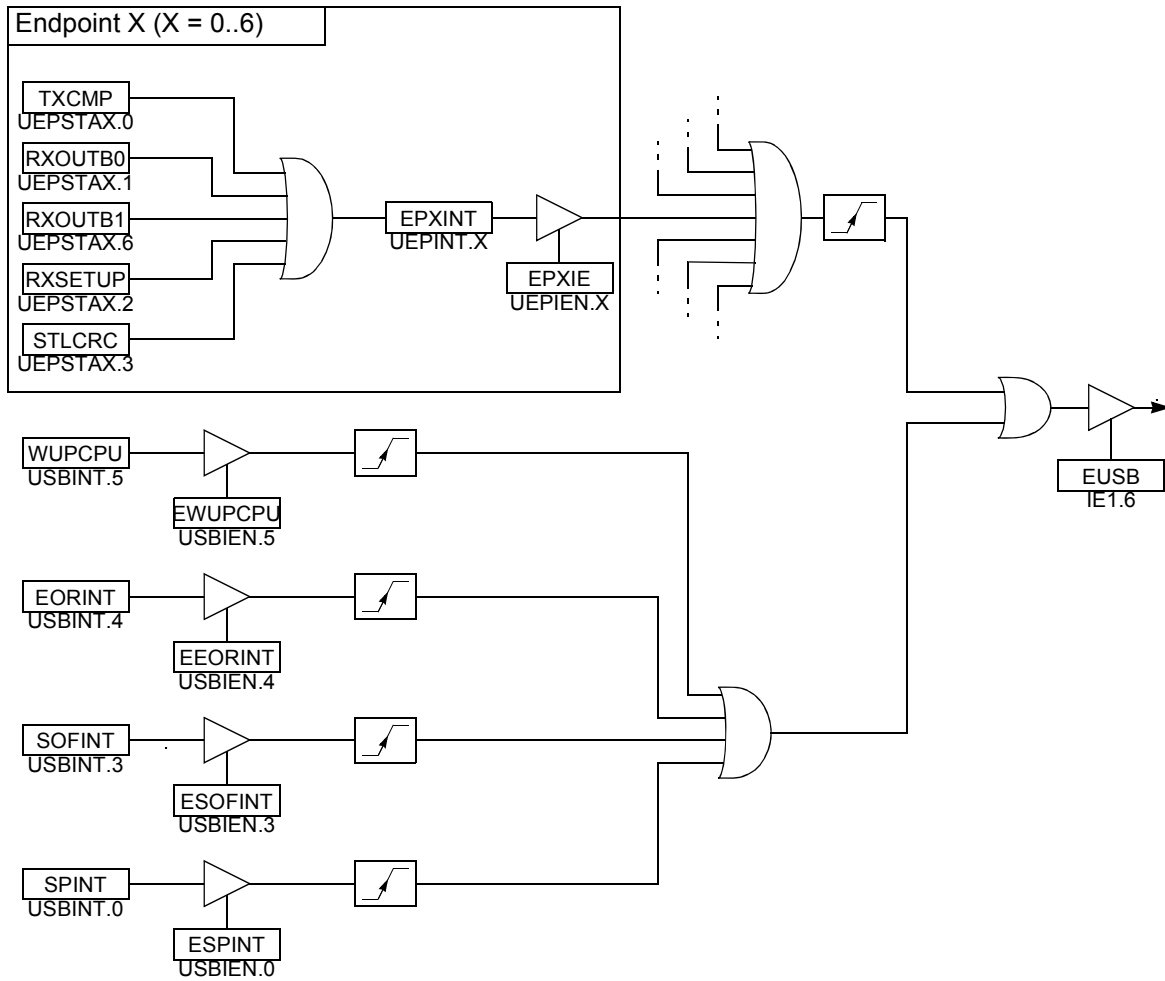 Endpoint X (X = 0..6)
TXCMP
UEPSTAX.0
RXOUTB0
UEPSTAX.1
RXOUTB1
UEPSTAX.6
RXSETUP
UEPSTAX.2
STLCRC
UEPSTAX.3
EPXINT
UEPINT.X
EPXIE
UEPIEN.X
EUSB
IE1.6
WUPCPU
USBINT.5
EWUPCPU
USBIEN.5
EORINT
USBINT.4
EEORINT
USBIEN.4
SOFINT
USBINT.3
ESOFINT
USBIEN.3
SPINT
USBINT.0
ESPINT
USBIEN.0